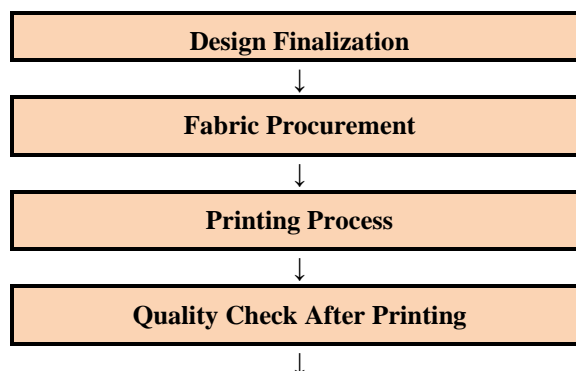 Design Finalization
↓
Fabric Procurement
↓
Printing Process
↓
Quality Check After Printing
↓